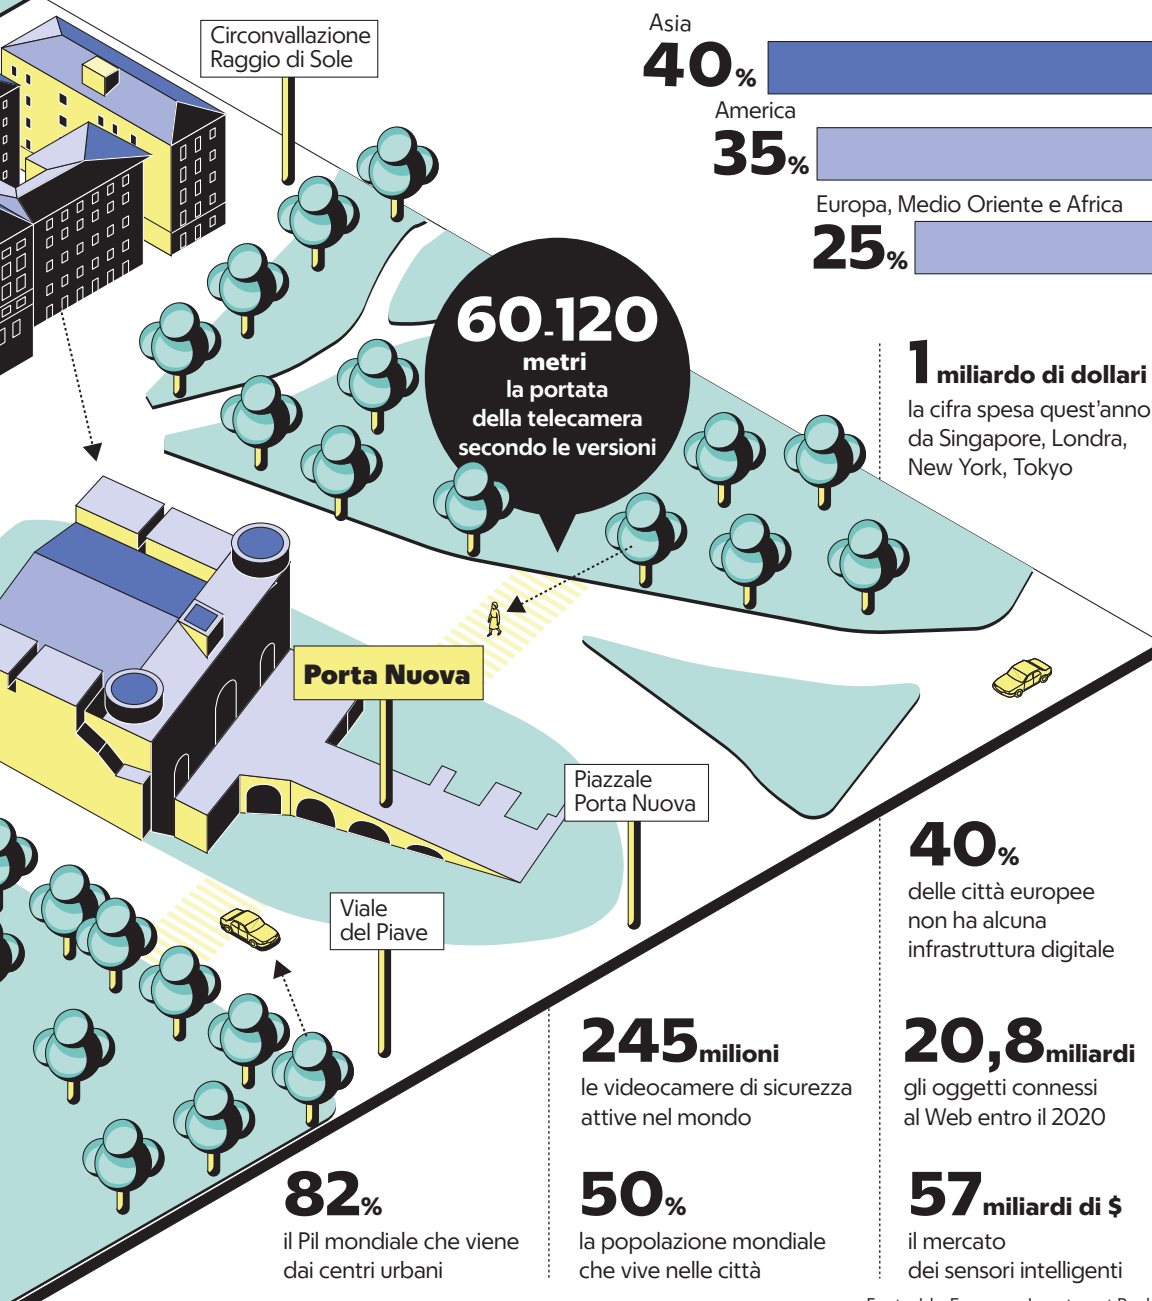 Circonvallazione
Raggio di Sole
Asia
40%
America
35%
Europa, Medio Oriente e Africa
25%
60-120
metri
la portata
della telecamera
secondo le versioni
1 miliardo di dollari
la cifra spesa quest’anno
da Singapore, Londra,
New York, Tokyo
Porta Nuova
Piazzale
Porta Nuova
Viale
del Piave
40%
delle città europee
non ha alcuna
infrastruttura digitale
245 milioni
le videocamere di sicurezza
attive nel mondo
20,8 miliardi
gli oggetti connessi
al Web entro il 2020
82%
il Pil mondiale che viene
dai centri urbani
50%
la popolazione mondiale
che vive nelle città
57 miliardi di $
il mercato
dei sensori intelligenti